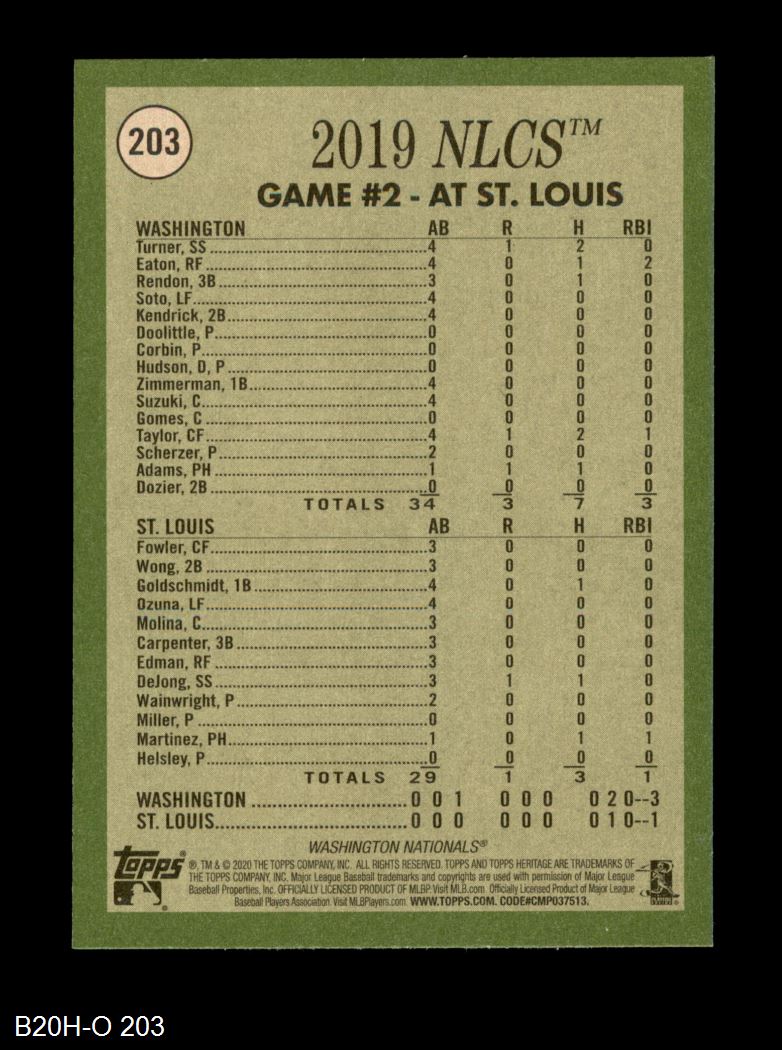 203
2019 NLCS™
GAME #2 - AT ST. LOUIS
WASHINGTON AB R H RBI
Turner, SS 4 1 2 0
Eaton, RF 4 0 1 2
Rendon, 3B 3 0 1 0
Soto, LF 4 0 0 0
Kendrick, 2B 4 0 0 0
Doolittle, P 0 0 0 0
Corbin, P 0 0 0 0
Hudson, D, P 0 0 0 0
Zimmerman, 1B 4 0 0 0
Suzuki, C 4 0 0 0
Gomes, C 0 0 0 0
Taylor, CF 4 1 2 1
Scherzer, P 2 0 0 0
Adams, PH 1 1 1 0
Dozier, 2B 0 0 0 0
TOTALS 34 3 7 3
ST. LOUIS AB R H RBI
Fowler, CF 3 0 0 0
Wong, 2B 3 0 0 0
Goldschmidt, 1B 4 0 1 0
Ozuna, LF 4 0 0 0
Molina, C 3 0 0 0
Carpenter, 3B 3 0 0 0
Edman, RF 3 0 0 0
DeJong, SS 3 1 1 0
Wainwright, P 2 0 0 0
Miller, P 0 0 0 0
Martinez, PH 1 0 1 1
Helsley, P 0 0 0 0
TOTALS 29 1 3 1
WASHINGTON 0 0 1 0 0 0 0 2 0--3
ST. LOUIS 0 0 0 0 0 0 0 1 0--1
WASHINGTON NATIONALS®
topps ®, TM & © 2020 THE TOPPS COMPANY, INC. ALL RIGHTS RESERVED. TOPPS AND TOPPS HERITAGE ARE TRADEMARKS OF
THE TOPPS COMPANY, INC. Major League Baseball trademarks and copyrights are used with permission of Major League
Baseball Properties, Inc. OFFICIALLY LICENSED PRODUCT OF MLBP. Visit MLB.com. Officially Licensed Product of Major League
Baseball Players Association. Visit MLBPlayers.com. WWW.TOPPS.COM. CODE#CMP037513.
B20H-O 203